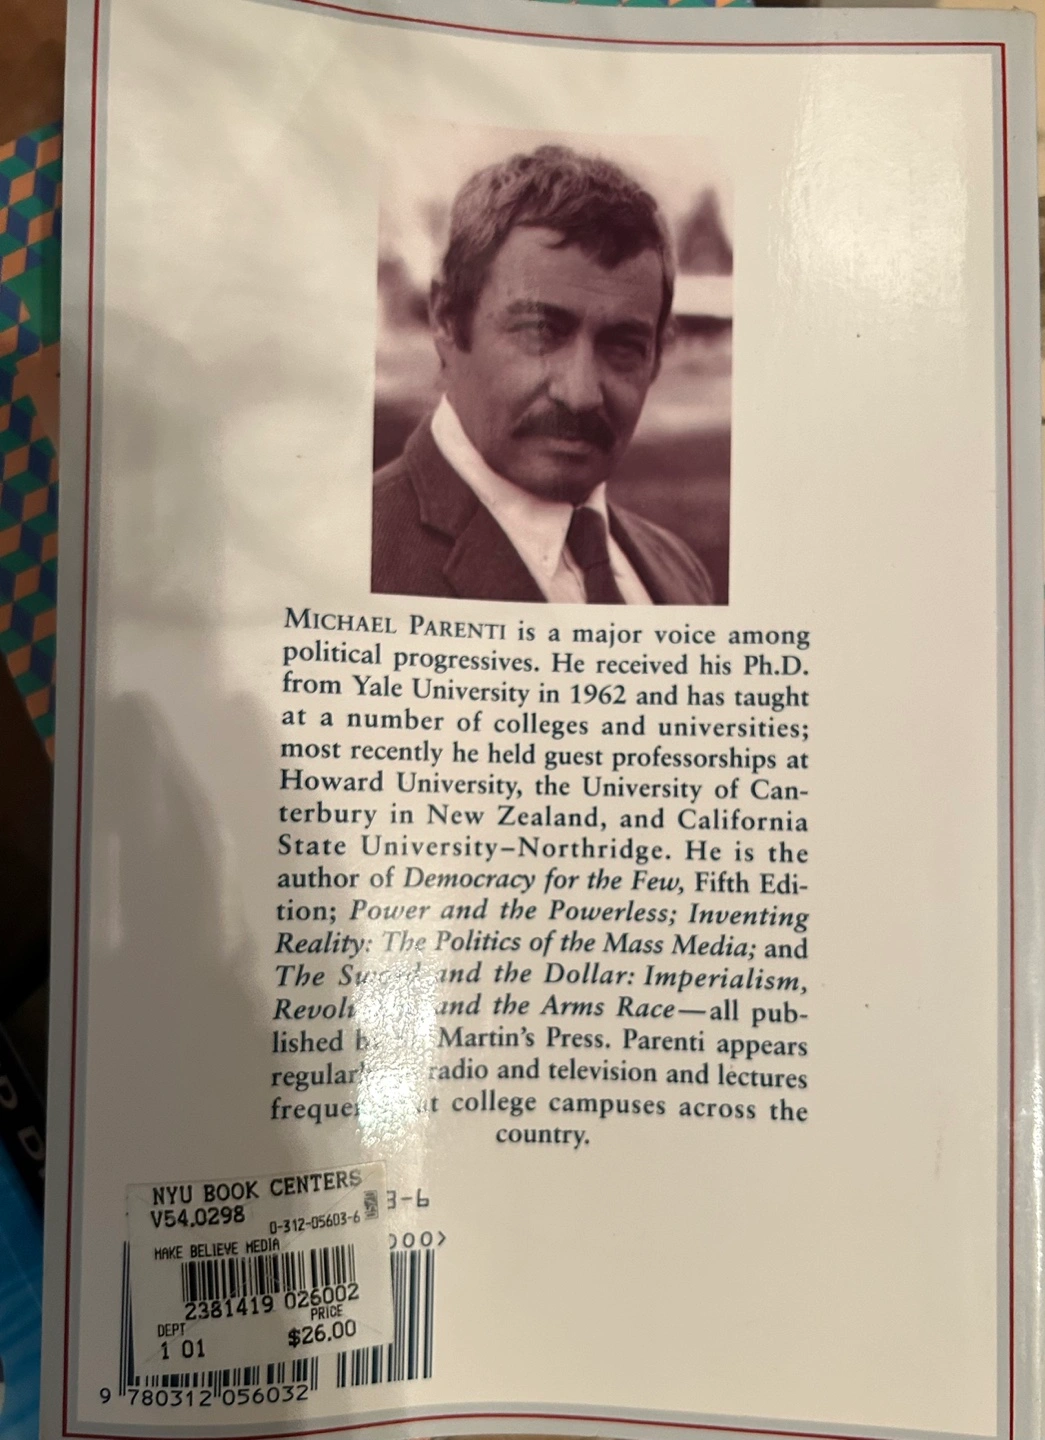 MICHAEL PARENTI is a major voice among
political progressives. He received his Ph.D.
from Yale University in 1962 and has taught
at a number of colleges and universities;
most recently he held guest professorships at
Howard University, the University of Can-
terbury in New Zealand, and California
State University–Northridge. He is the
author of Democracy for the Few, Fifth Edi-
tion; Power and the Powerless; Inventing
Reality: The Politics of the Mass Media; and
The Sword and the Dollar: Imperialism,
and the Arms Race—all pub-
lished Martin's Press. Parenti appears
radio and television and lectures
college campuses across the
country.
NYU BOOK CENTERS
V54.0298 0-312-05603-6
3-6
MAKE BELIEVE MEDIA
000>
2381419 026002
DEPT PRICE
1 01 $26.00
9 780312 056032